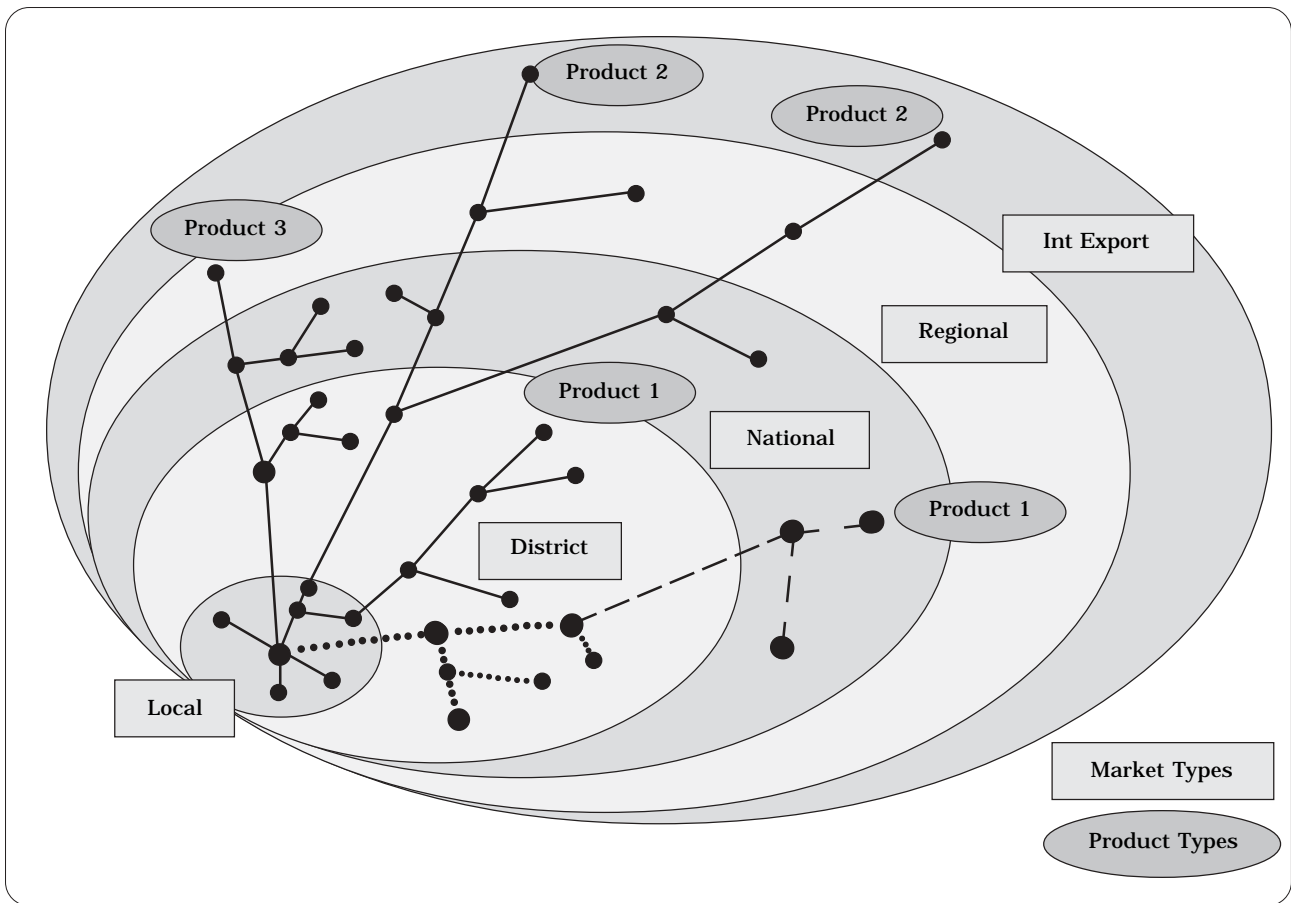 Product 2
Product 2
Product 3
Int Export
Regional
Product 1
National
Product 1
District
Local
Market Types
Product Types